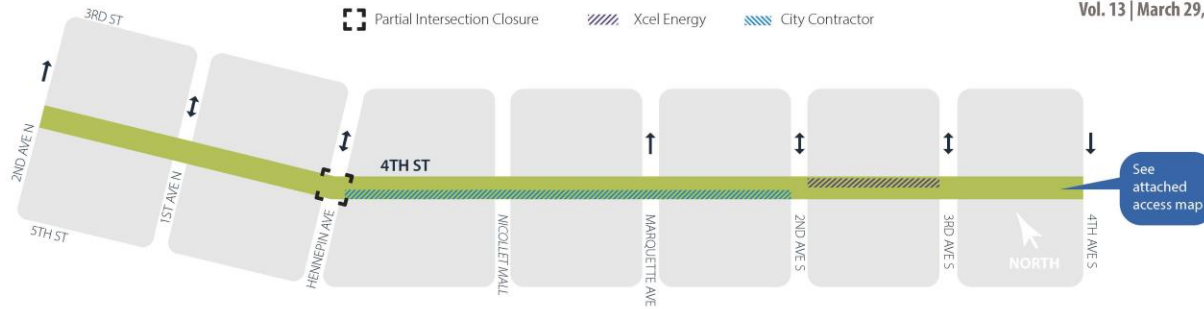 Partial Intersection Closure
Xcel Energy
City Contractor
Vol. 13 | March 29,
3RD ST
2ND AVE N
1ST AVE N
5TH ST
HENNEPIN AVE
4TH ST
NICOLLET MALL
MARQUETTE AVE
2ND AVE S
3RD AVE S
4TH AVE S
NORTH
See
attached
access map